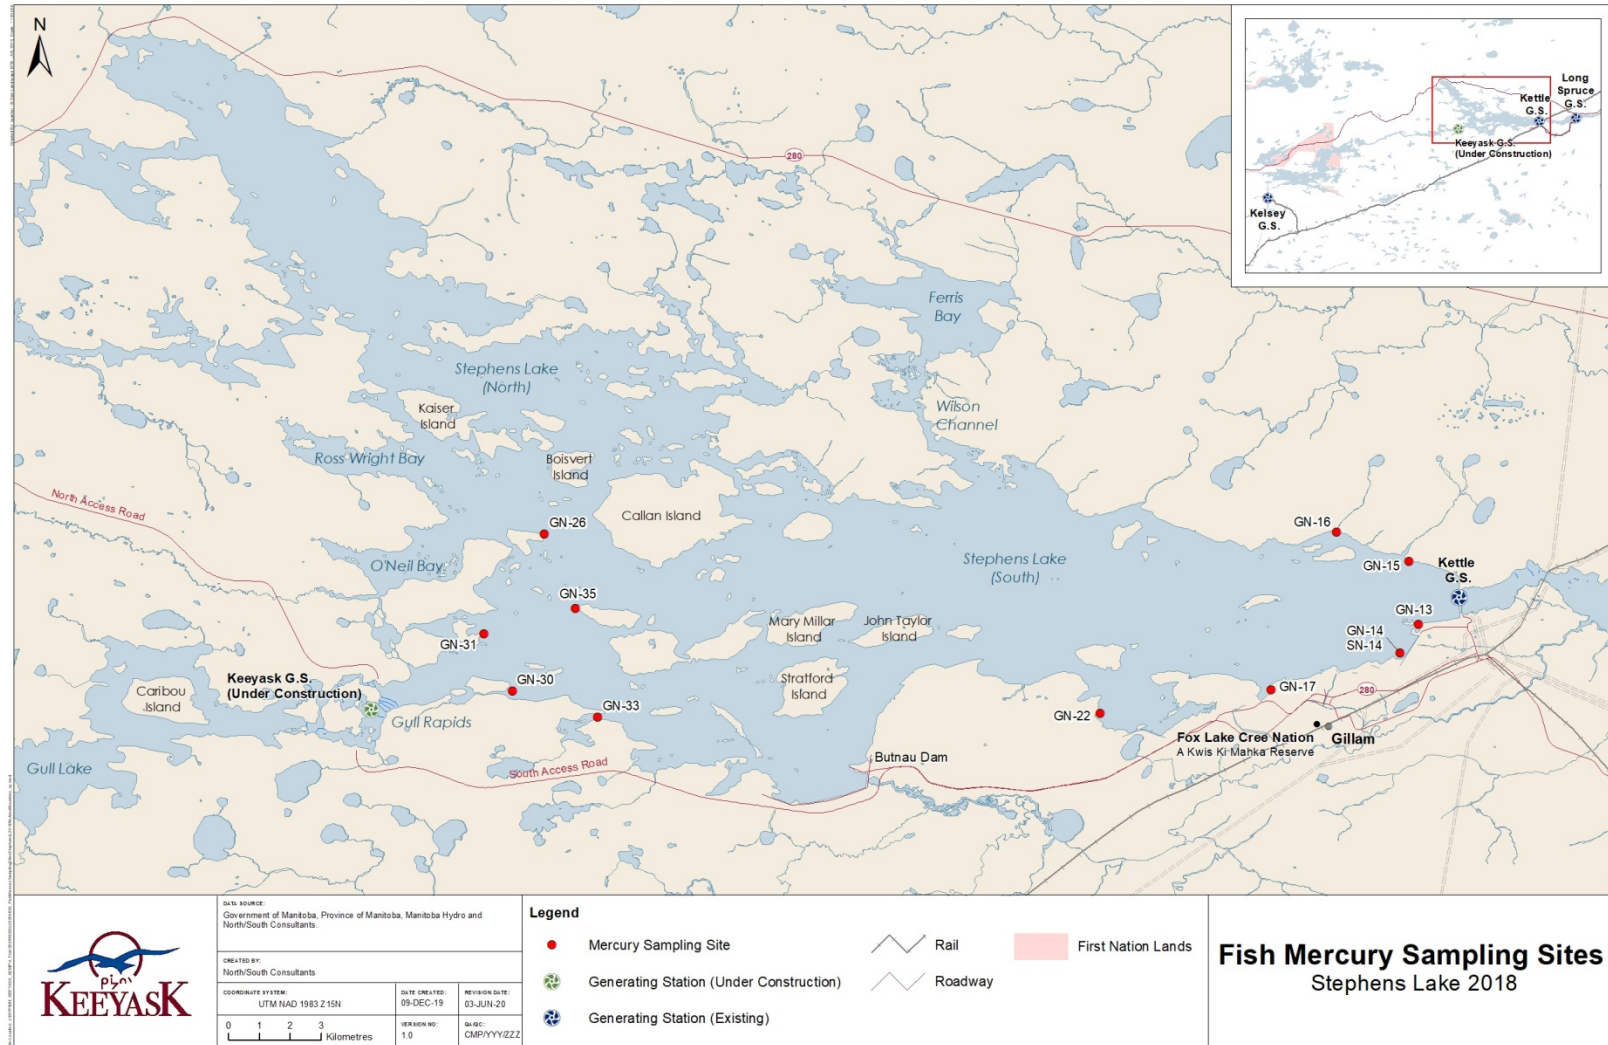 N
280
Long
Spruce
G.S.
Kettle
G.S.
Keeyask G.S.
(Under Construction)
Kelsey
G.S.
Ferris
Bay
Stephens Lake
(North)
Kaiser
Island
Wilson
Channel
Ross Wright Bay
Boisvert
Island
North Access Road
Callan Island
GN-26
GN-16
Stephens Lake
(South)
O'Neil Bay
GN-15
Kettle
G.S.
GN-35
GN-13
Mary Millar
Island
John Taylor
Island
GN-31
GN-14
SN-14
Keeyask G.S.
(Under Construction)
GN-30
Stratford
Island
GN-17
280
Caribou
Island
Gull Rapids
GN-33
GN-22
Fox Lake Cree Nation
A Kwis Ki Mahka Reserve
Gillam
Gull Lake
South Access Road
Butnau Dam
KEEYASK
DATA SOURCE:
Government of Manitoba, Province of Manitoba, Manitoba Hydro and
North/South Consultants.
CREATED BY:
North/South Consultants
COORDINATE SYSTEM:
UTM NAD 1983 Z 15N
DATE CREATED:
09-DEC-19
REVISION DATE:
03-JUN-20
0 1 2 3
Kilometres
VERSION NO:
1.0
QA/QC:
CMP/YYY/ZZZ
Legend
Mercury Sampling Site
Generating Station (Under Construction)
Generating Station (Existing)
Rail
Roadway
First Nation Lands
Fish Mercury Sampling Sites
Stephens Lake 2018